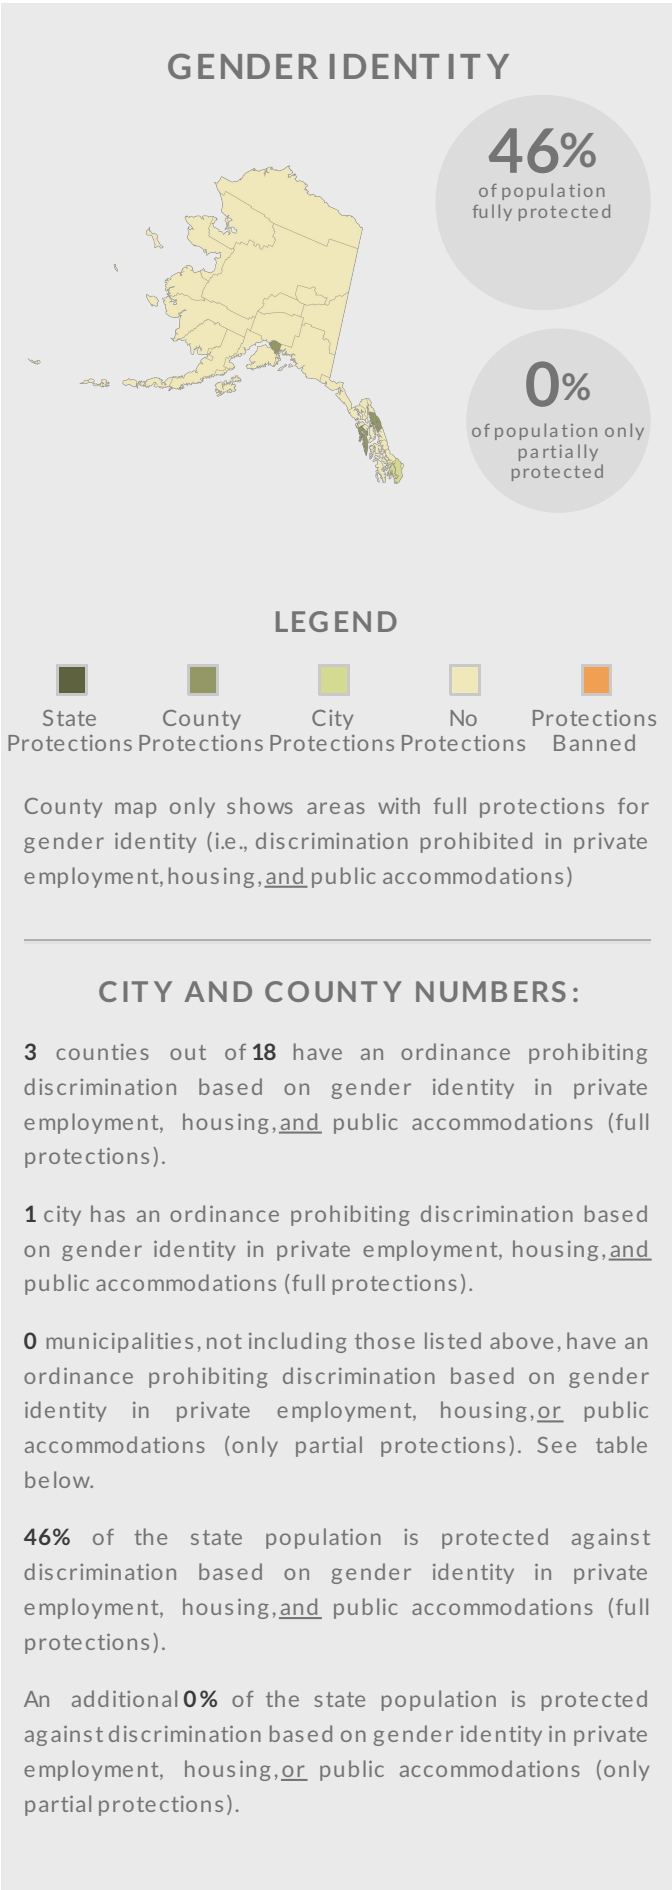 GENDER IDENTITY
46%
of population
fully protected
0%
of population only
partially
protected
LEGEND
State
Protections
County
Protections
City
Protections
No
Protections
Protections
Banned
County map only shows areas with full protections for
gender identity (i.e., discrimination prohibited in private
employment, housing, and public accommodations)
CITY AND COUNTY NUMBERS:
3 counties out of 18 have an ordinance prohibiting
discrimination based on gender identity in private
employment, housing, and public accommodations (full
protections).
1 city has an ordinance prohibiting discrimination based
on gender identity in private employment, housing, and
public accommodations (full protections).
0 municipalities, not including those listed above, have an
ordinance prohibiting discrimination based on gender
identity in private employment, housing, or public
accommodations (only partial protections). See table
below.
46% of the state population is protected against
discrimination based on gender identity in private
employment, housing, and public accommodations (full
protections).
An additional 0% of the state population is protected
against discrimination based on gender identity in private
employment, housing, or public accommodations (only
partial protections).